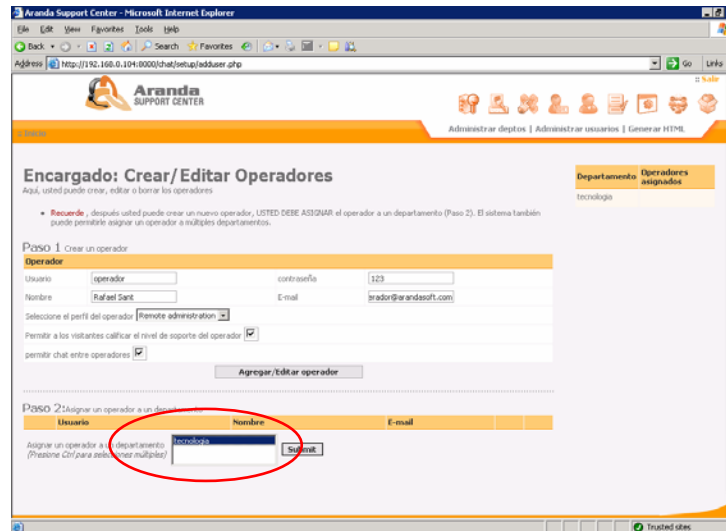 Aranda Support Center - Microsoft Internet Explorer
File Edit View Favorites Tools Help
Back Search Favorites
Address http://192.168.0.104:8000/chat/setup/adduser.php Go Links
:: Salir
Aranda
SUPPORT CENTER
Administrar deptos | Administrar usuarios | Generar HTML
:: Inicio
Encargado: Crear/Editar Operadores
Aquí, usted puede crear, editar o borrar los operadores
Departamento Operadores asignados
tecnologia
Recuerde , después usted puede crear un nuevo operador, USTED DEBE ASIGNAR el operador a un departamento (Paso 2). El sistema también
puede permitirle asignar un operador a múltiples departamentos.
Paso 1 Crear un operador
Operador
Usuario operador contraseña 123
Nombre Rafael Sant E-mail erador@arandasoft.com
Seleccione el perfil del operador Remote administration
Permitir a los visitantes calificar el nivel de soporte del operador
permitir chat entre operadores
Agregar/Editar operador
Paso 2:Asignar un operador a un departamento
Usuario Nombre E-mail
Asignar un operador a un departamento tecnologia
(Presione Ctrl para selecciones múltiples) Submit
Trusted sites